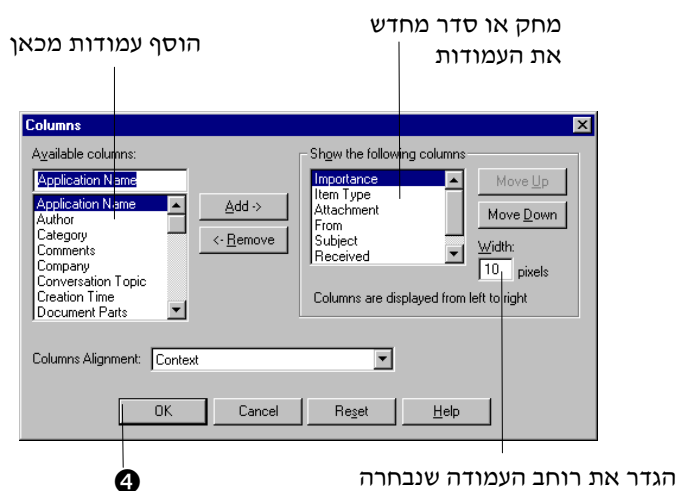 מחק או סדר מחדש
את העמודות
הוסף עמודות מכאן
Columns
Available columns:
Application Name
Application Name
Author
Category
Comments
Company
Conversation Topic
Creation Time
Document Parts
Add ->
<- Remove
Show the following columns
Importance
Item Type
Attachment
From
Subject
Received
Move Up
Move Down
Width:
10 pixels
Columns are displayed from left to right
Columns Alignment: Context
OK Cancel Reset Help
❹
הגדר את רוחב העמודה שנבחרה